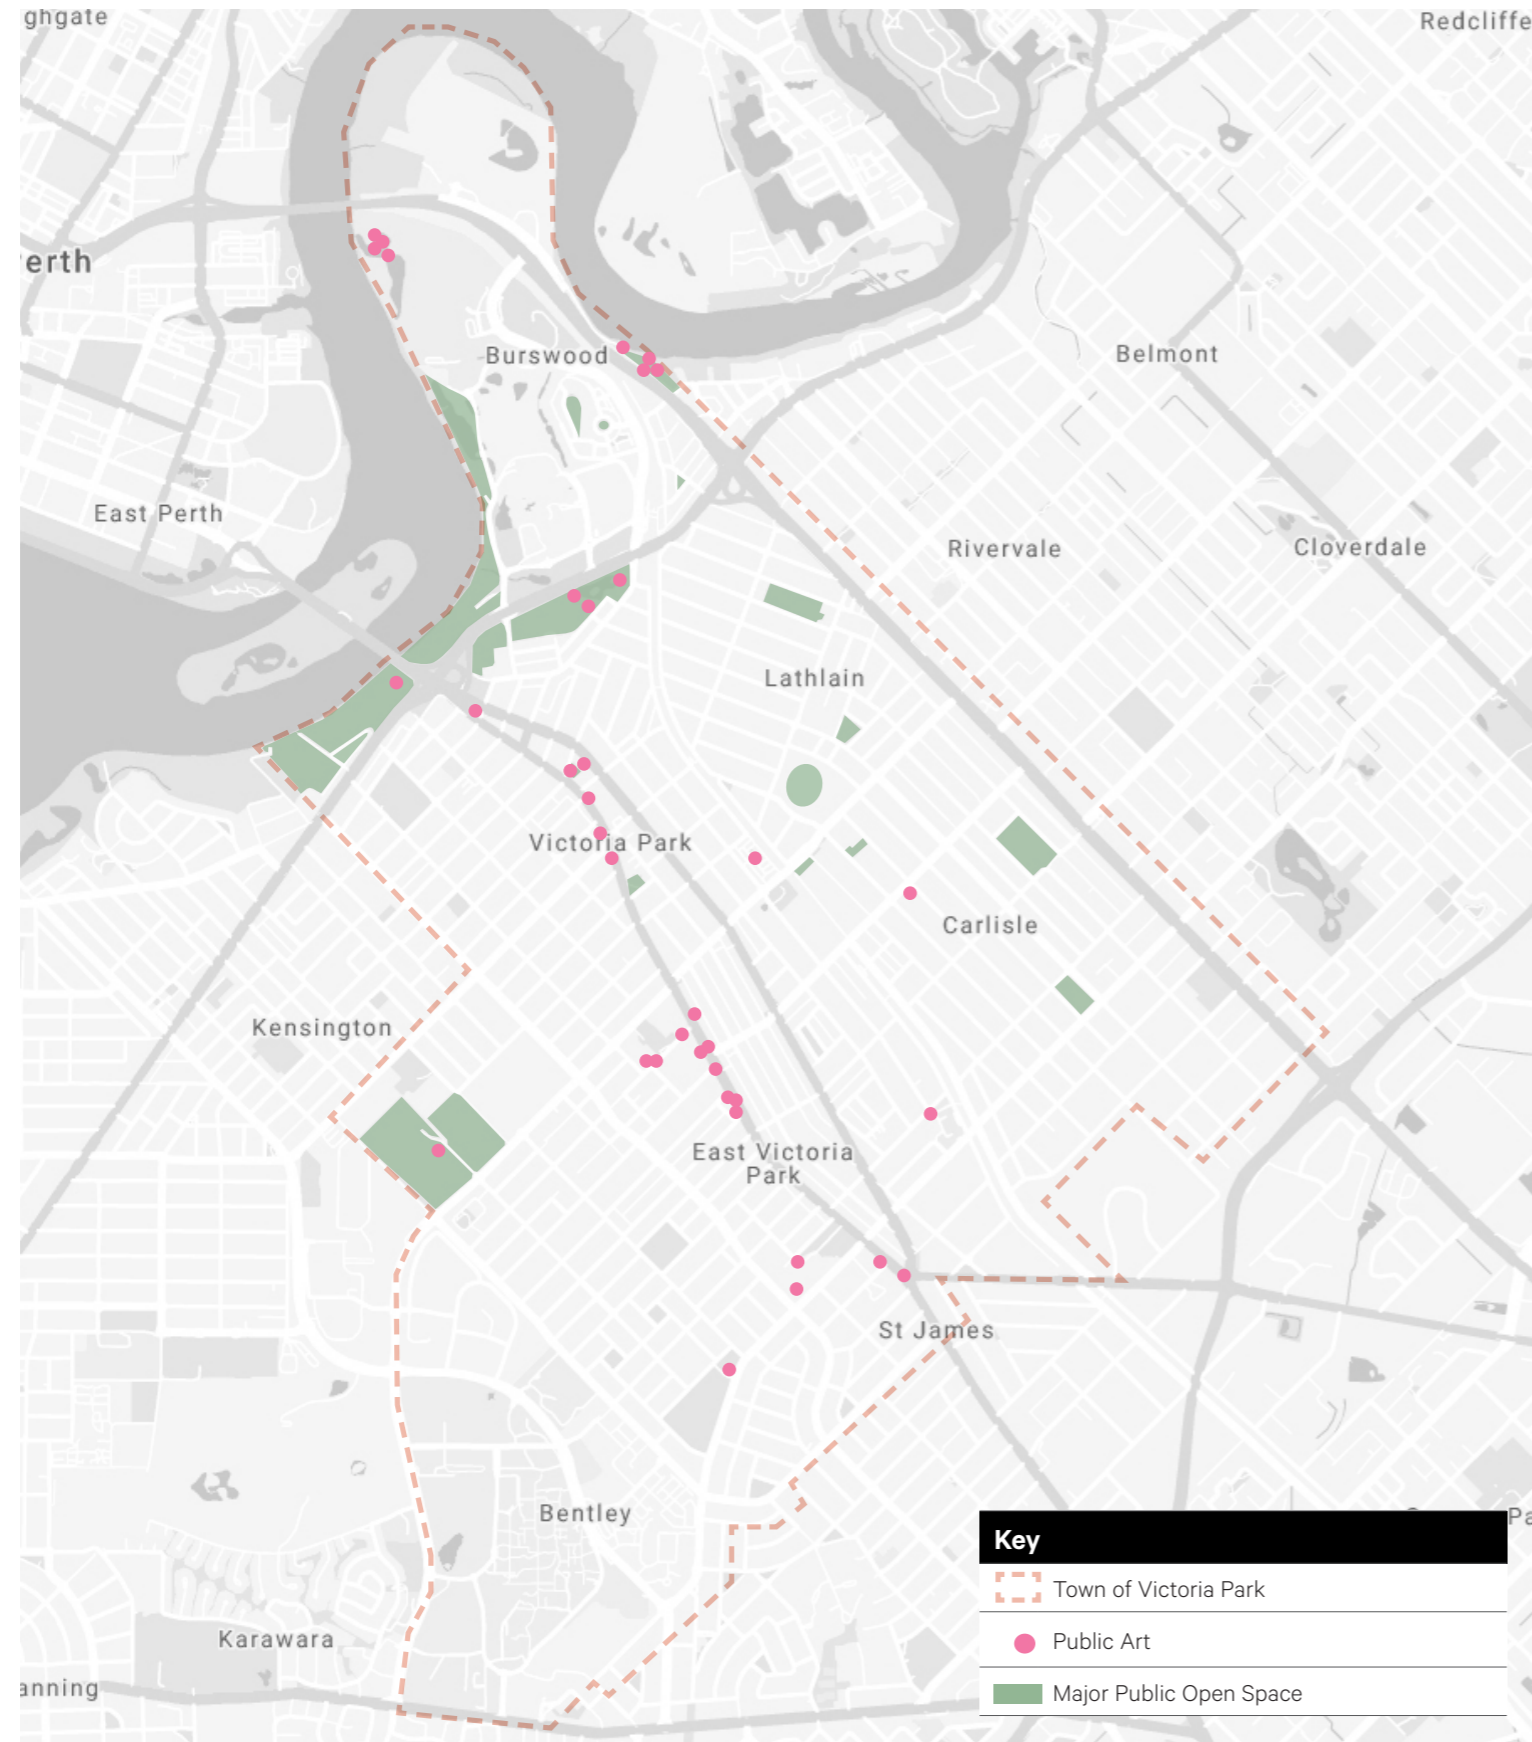 ghgate
Redcliffe
erth
Burswood
Belmont
East Perth
Rivervale
Cloverdale
Lathlain
Victoria Park
Carlisle
Kensington
East Victoria
Park
St James
Bentley
Pa
Karawara
anning
Key
Town of Victoria Park
Public Art
Major Public Open Space